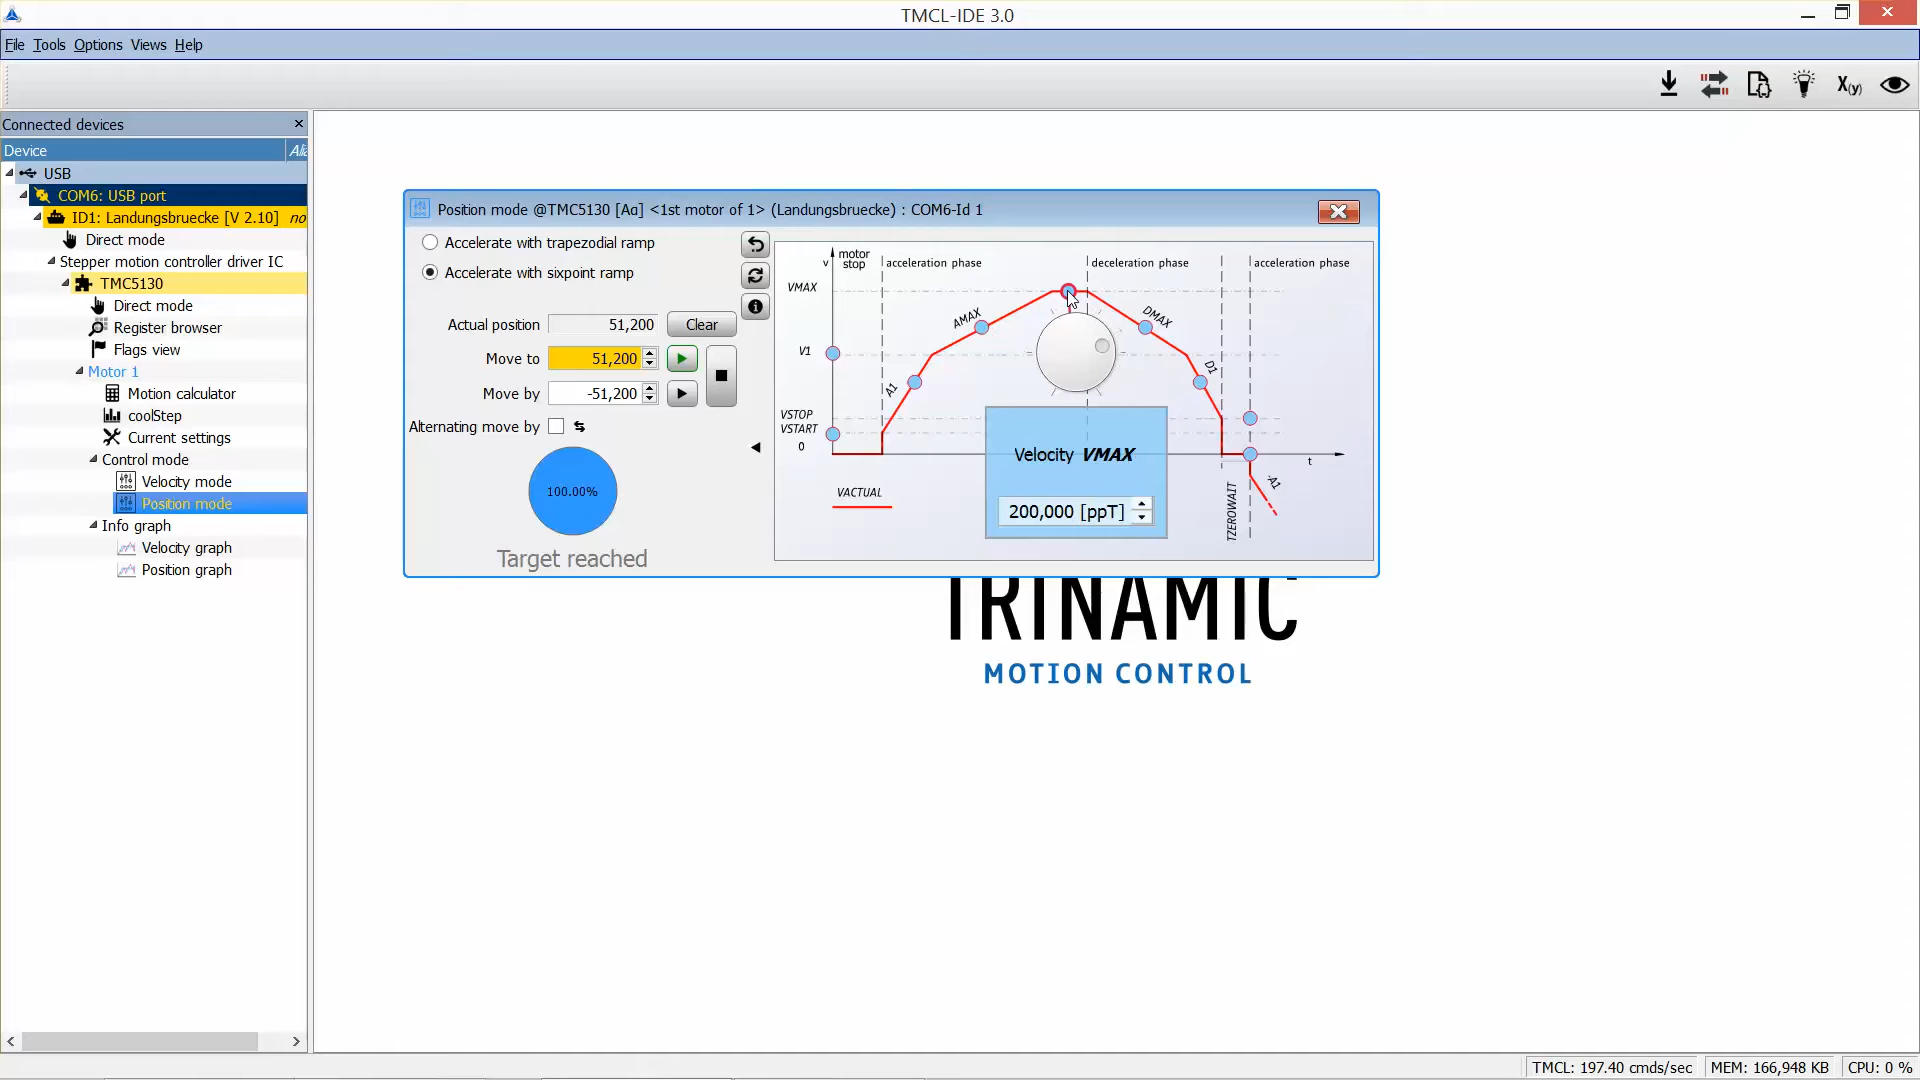 TMCL-IDE 3.0
File Tools Options Views Help
X(y)
Connected devices
Device
Ali
USB
COM6: USB port
ID1: Landungsbruecke [V 2.10] no
Direct mode
Stepper motion controller driver IC
TMC5130
Direct mode
Register browser
Flags view
Motor 1
Motion calculator
coolStep
Current settings
Control mode
Velocity mode
Position mode
Info graph
Velocity graph
Position graph
Position mode @TMC5130 [Aα] <1st motor of 1> (Landungsbruecke) : COM6-Id 1
Accelerate with trapezodial ramp
Accelerate with sixpoint ramp
Actual position 51,200 Clear
Move to 51,200
Move by -51,200
Alternating move by
100.00%
Target reached
v
motor
stop
acceleration phase
deceleration phase
acceleration phase
VMAX
V1
VSTOP
VSTART
0
A1
AMAX
DMAX
D1
-A1
t
TZEROWAIT
VACTUAL
Velocity VMAX
200,000 [ppT]
TRINAMIC
MOTION CONTROL
TMCL: 197.40 cmds/sec MEM: 166,948 KB CPU: 0 %